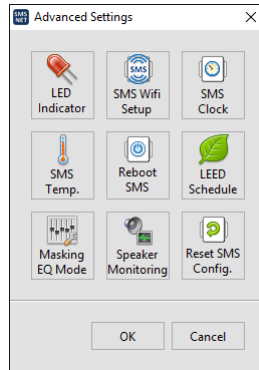 SMS
NET
Advanced Settings
LED
Indicator
SMS
SMS Wifi
Setup
SMS
Clock
SMS
Temp.
Reboot
SMS
LEED
Schedule
Masking
EQ Mode
Speaker
Monitoring
Reset SMS
Config.
OK
Cancel